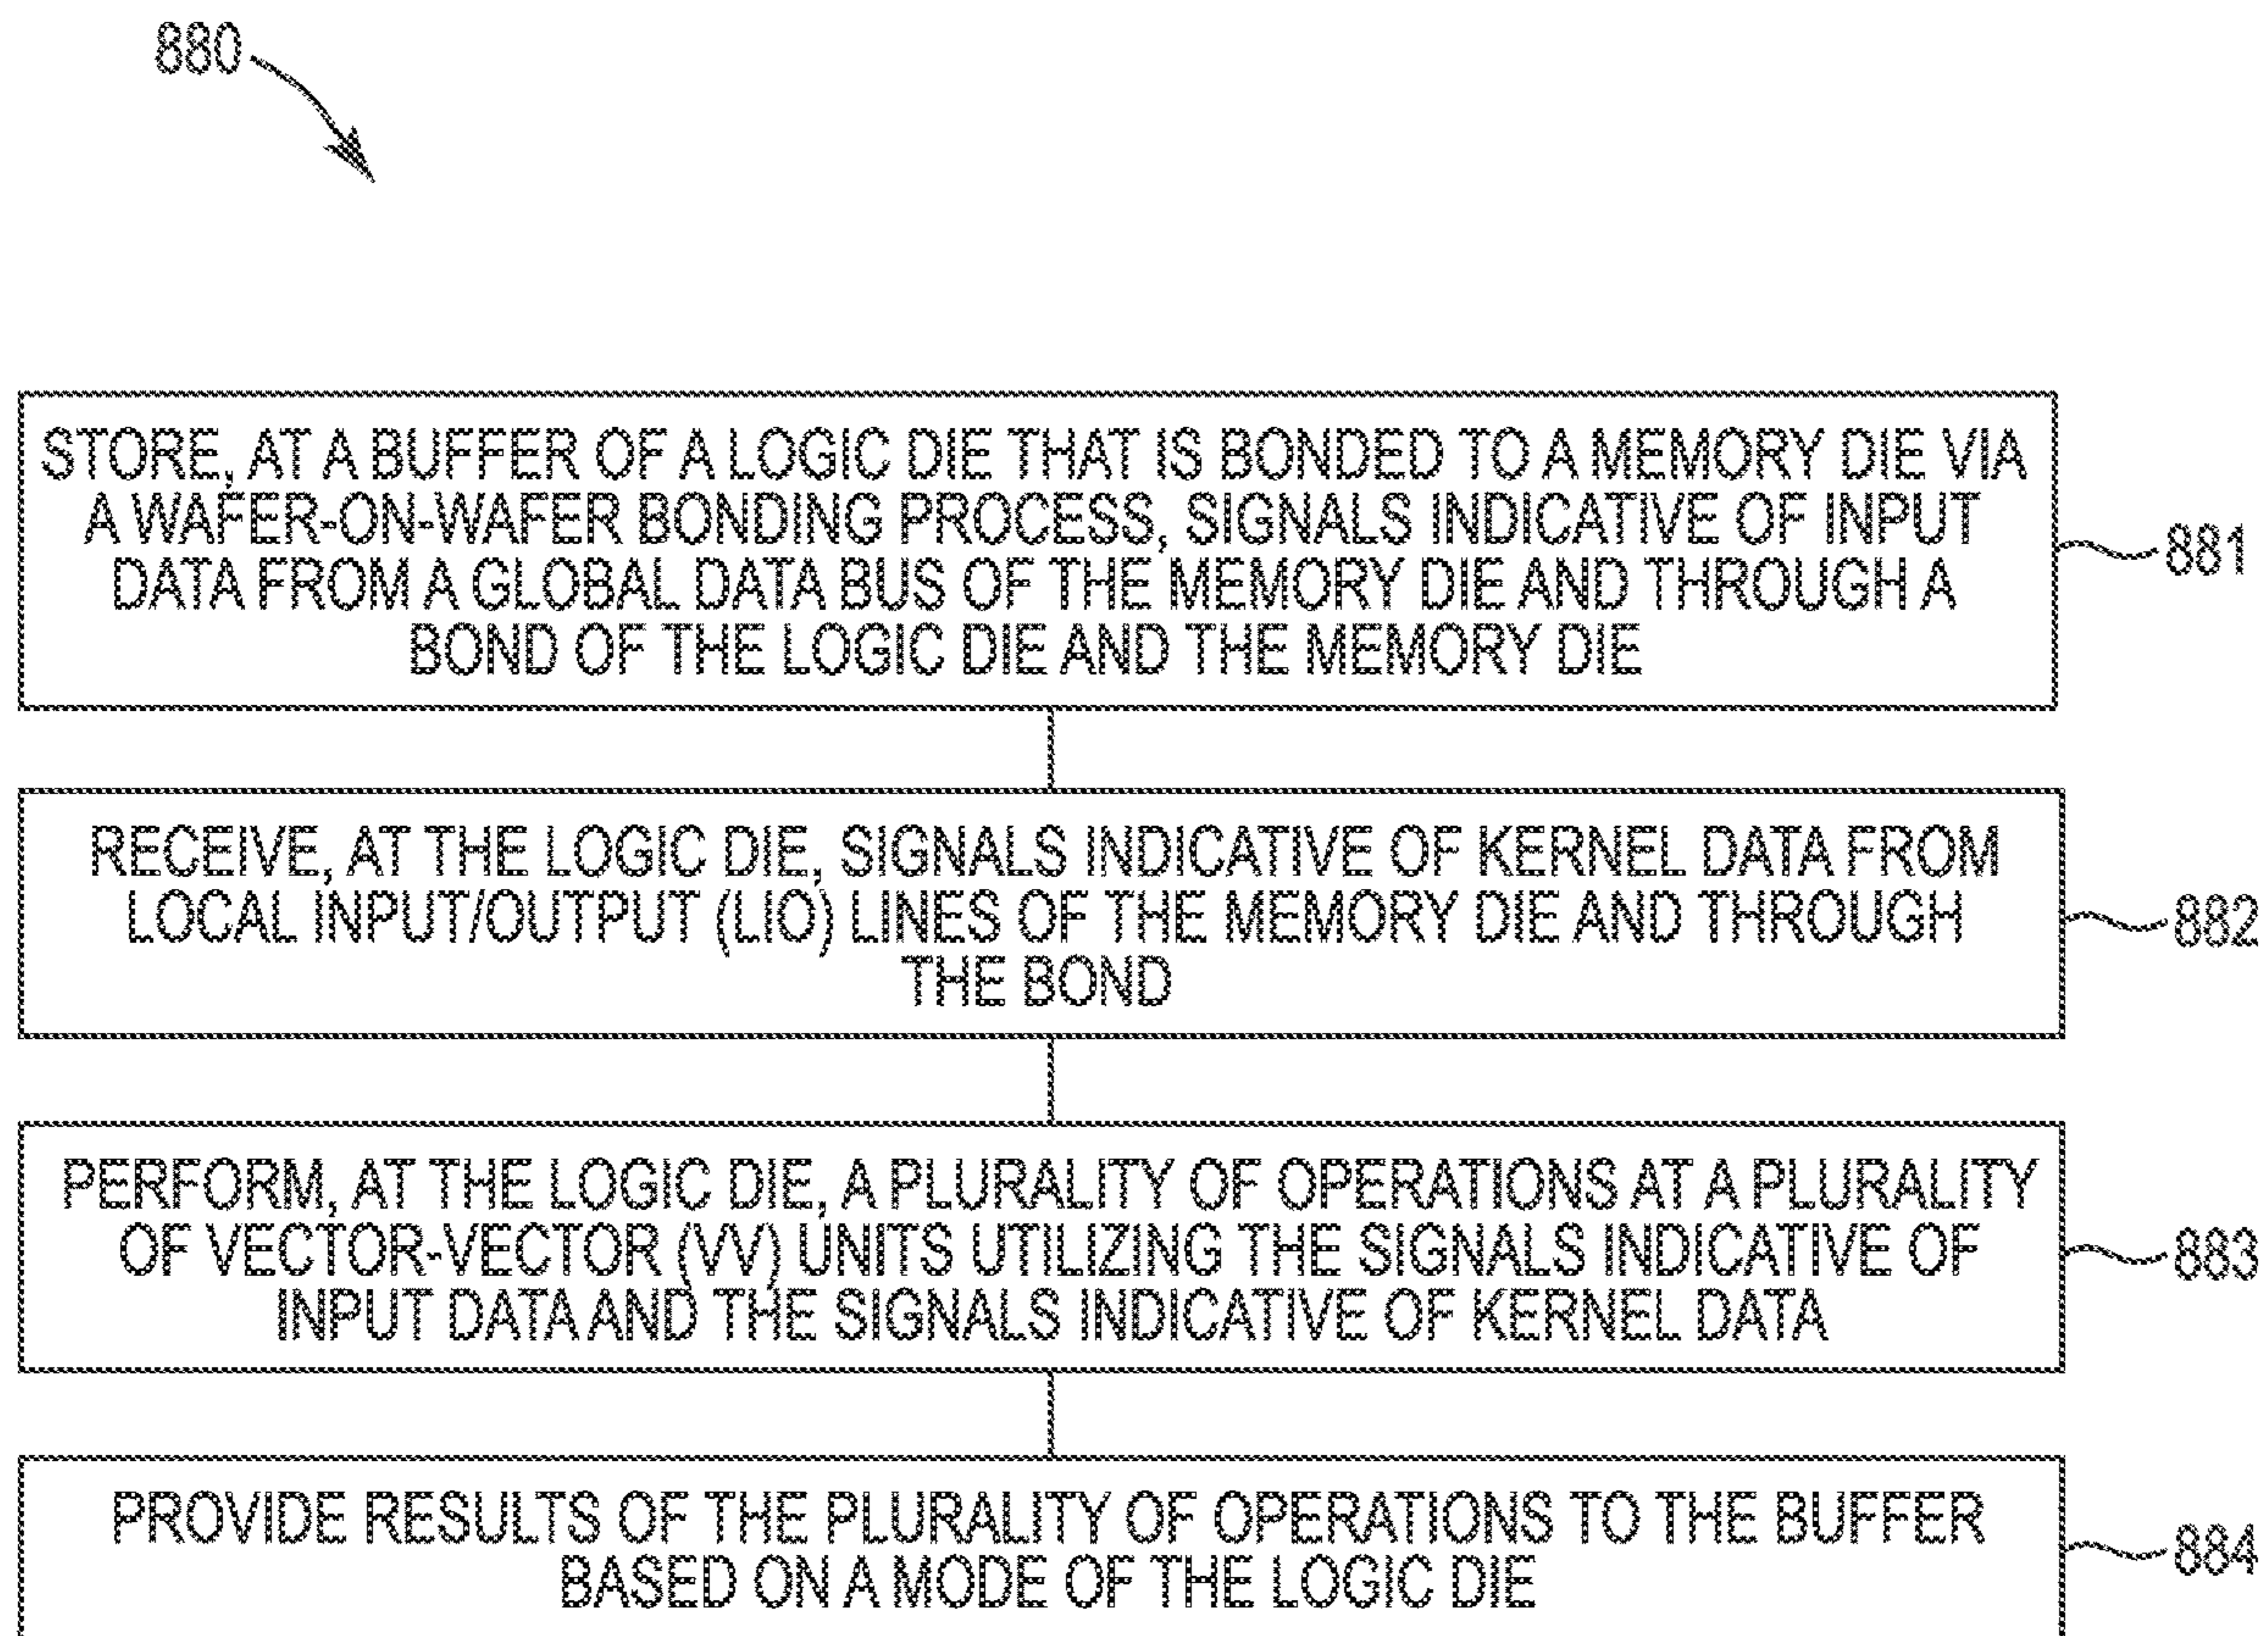 880
STORE, AT A BUFFER OF A LOGIC DIE THAT IS BONDED TO A MEMORY DIE VIA
A WAFER-ON-WAFER BONDING PROCESS, SIGNALS INDICATIVE OF INPUT
DATA FROM A GLOBAL DATA BUS OF THE MEMORY DIE AND THROUGH A
BOND OF THE LOGIC DIE AND THE MEMORY DIE
881
RECEIVE, AT THE LOGIC DIE, SIGNALS INDICATIVE OF KERNEL DATA FROM
LOCAL INPUT/OUTPUT (LIO) LINES OF THE MEMORY DIE AND THROUGH
THE BOND
882
PERFORM, AT THE LOGIC DIE, A PLURALITY OF OPERATIONS AT A PLURALITY
OF VECTOR-VECTOR (VV) UNITS UTILIZING THE SIGNALS INDICATIVE OF
INPUT DATA AND THE SIGNALS INDICATIVE OF KERNEL DATA
883
PROVIDE RESULTS OF THE PLURALITY OF OPERATIONS TO THE BUFFER
BASED ON A MODE OF THE LOGIC DIE
884